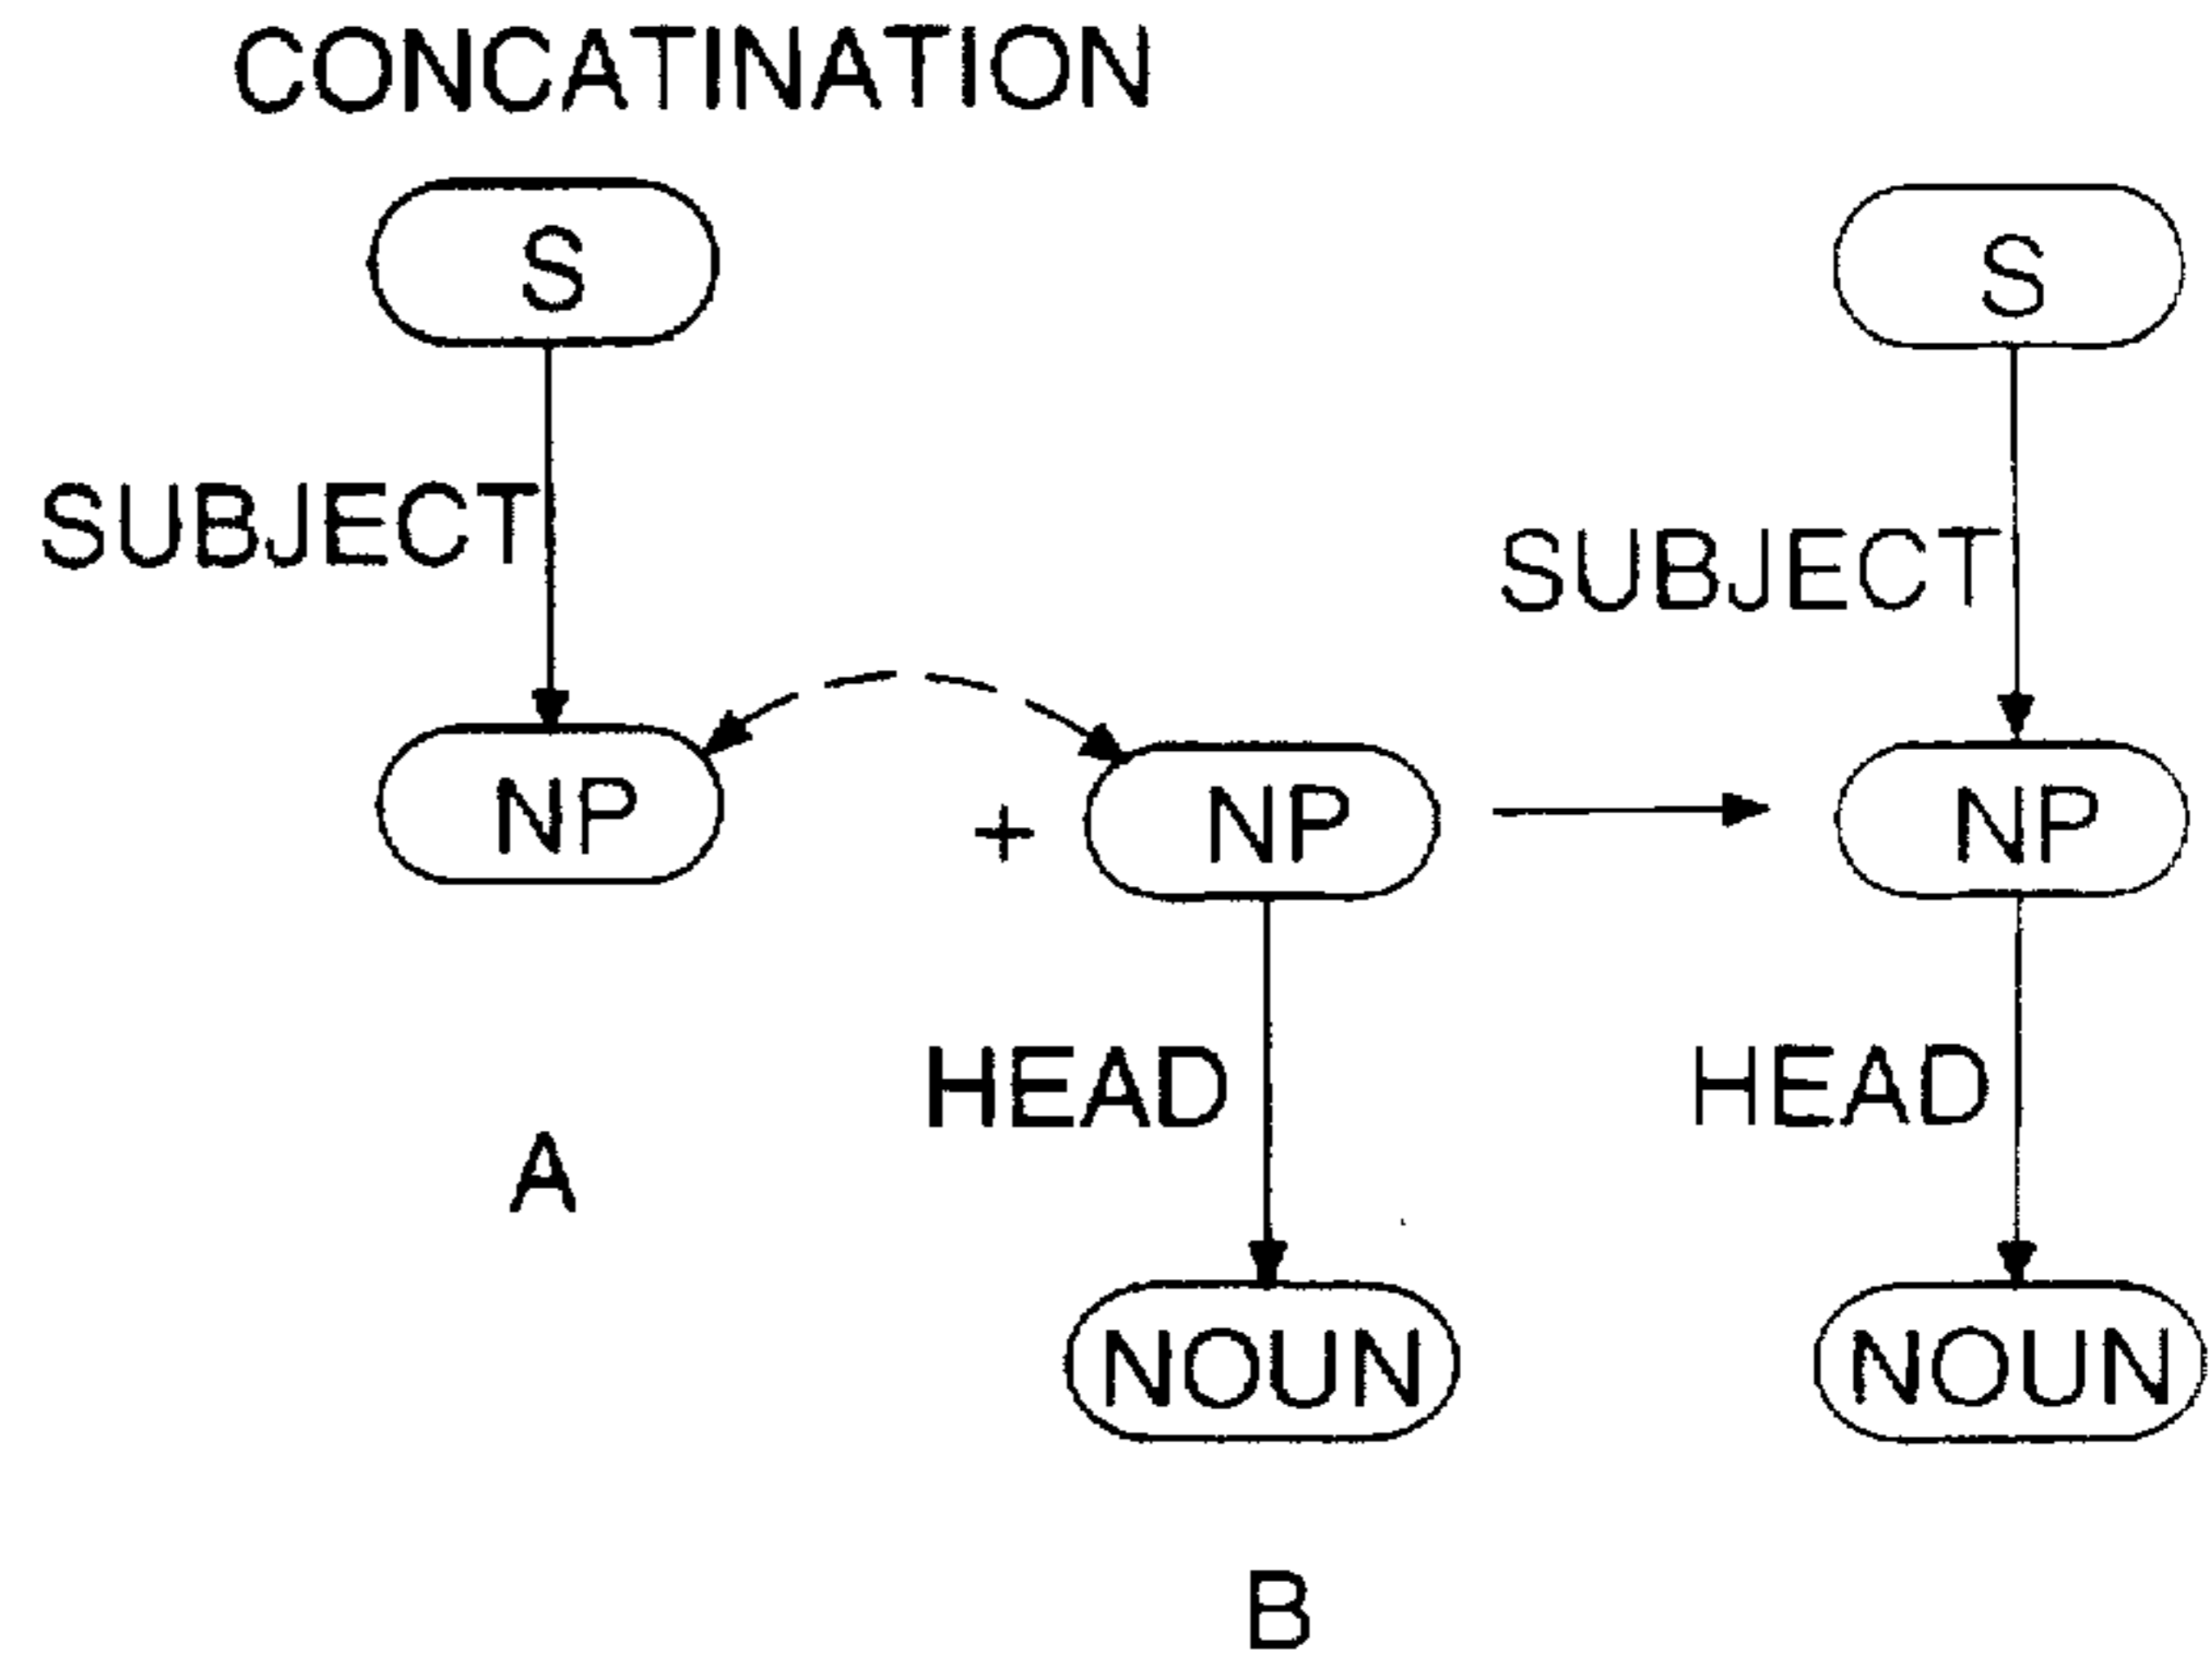 CONCATINATION
S
S
SUBJECT
SUBJECT
NP
+
NP
NP
HEAD
HEAD
A
NOUN
NOUN
B